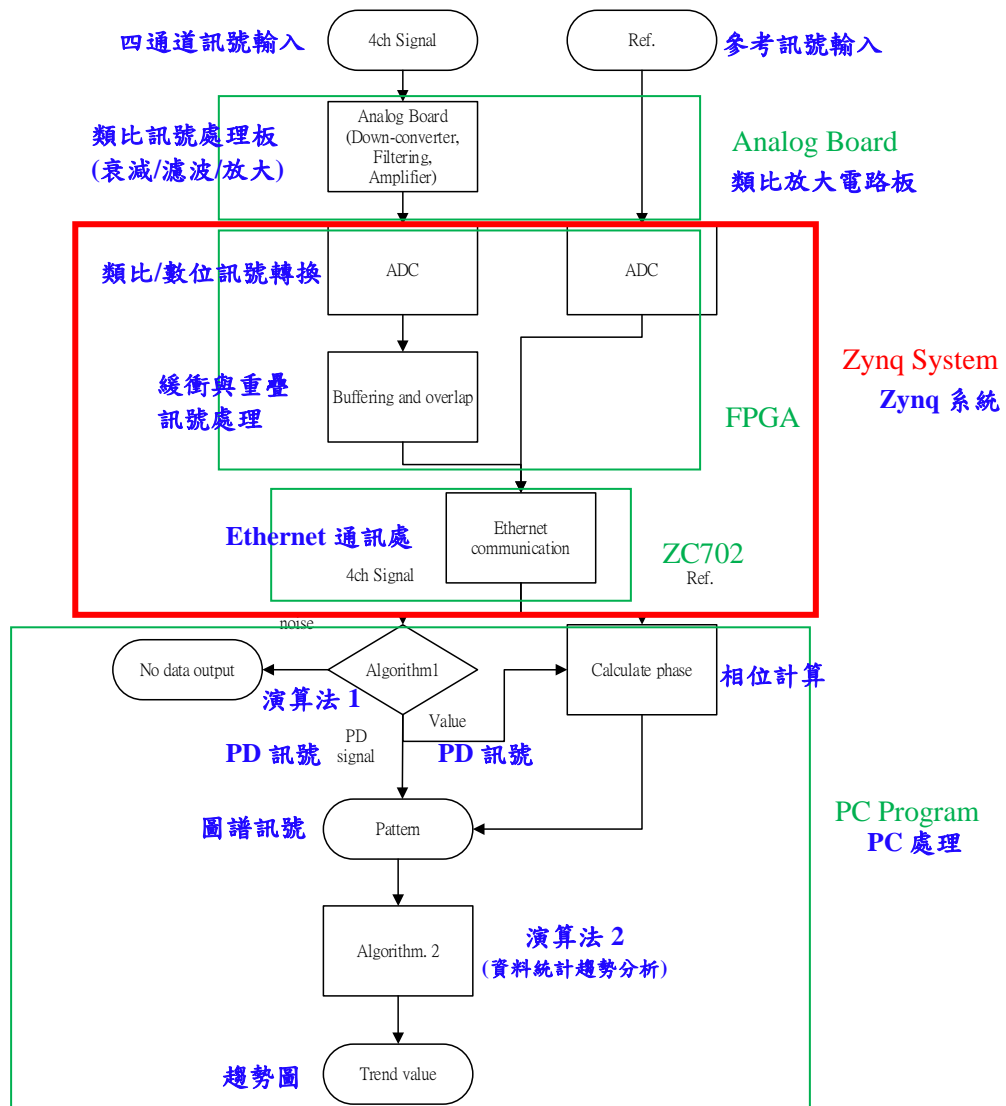 四通道訊號輸入
4ch Signal
Ref.
參考訊號輸入
類比訊號處理板
(衰減/濾波/放大)
Analog Board
(Down-converter,
Filtering,
Amplifier)
Analog Board
類比放大電路板
類比/數位訊號轉換
ADC
ADC
Zynq System
Zynq 系統
緩衝與重疊
訊號處理
Buffering and overlap
FPGA
Ethernet 通訊處
Ethernet
communication
ZC702
4ch Signal
Ref.
noise
No data output
Algorithm1
Calculate phase
相位計算
演算法 1
Value
PD
signal
PD 訊號
PD 訊號
圖譜訊號
Pattern
PC Program
PC 處理
Algorithm. 2
演算法 2
(資料統計趨勢分析)
趨勢圖
Trend value